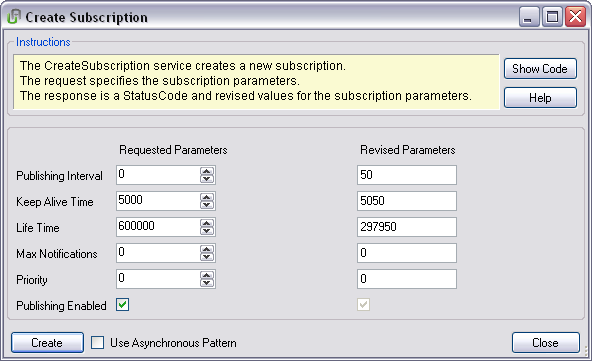 Create Subscription
Instructions
The CreateSubscription service creates a new subscription.
The request specifies the subscription parameters.
The response is a StatusCode and revised values for the subscription parameters.
Show Code
Help
Requested Parameters Revised Parameters
Publishing Interval 0 50
Keep Alive Time 5000 5050
Life Time 600000 297950
Max Notifications 0 0
Priority 0 0
Publishing Enabled
Create Use Asynchronous Pattern Close